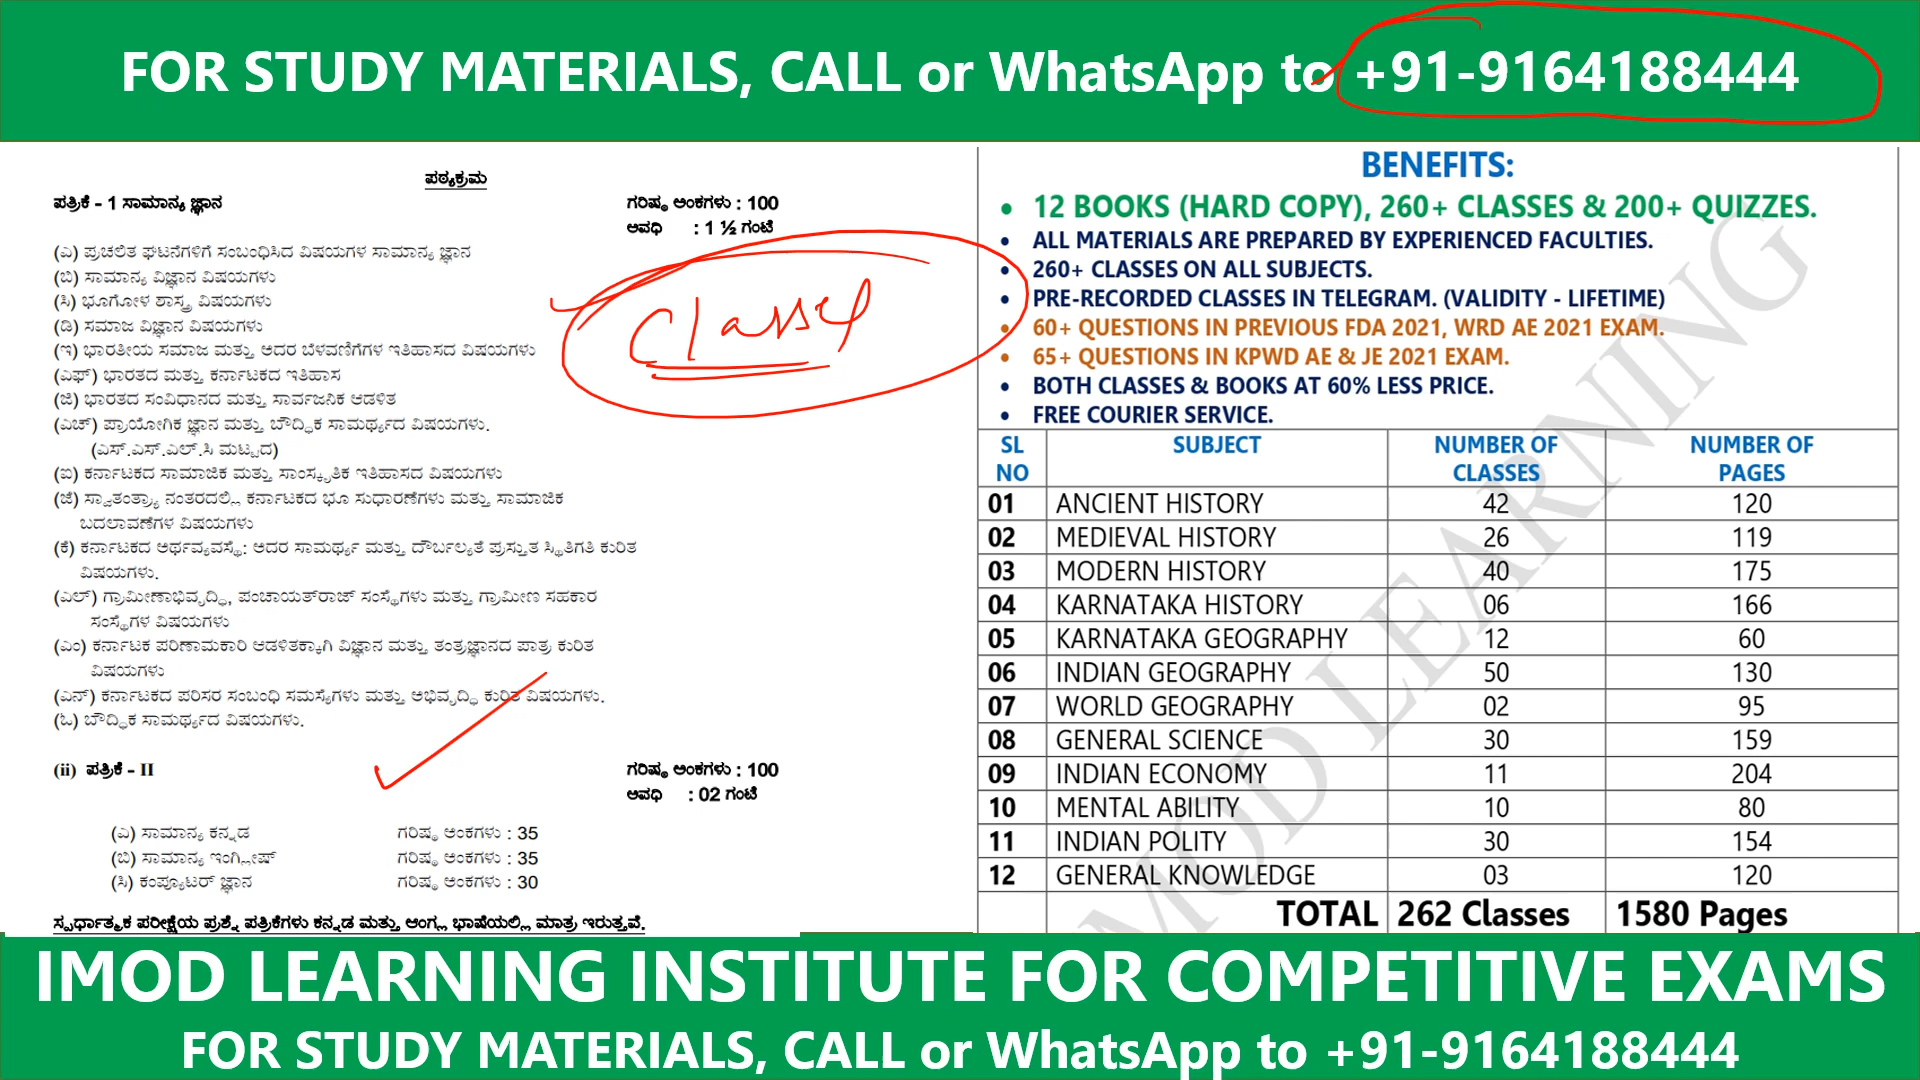 FOR STUDY MATERIALS, CALL or WhatsApp to +91-9164188444
ಪಠ್ಯಕ್ರಮ
ಪತ್ರಿಕೆ - 1 ಸಾಮಾನ್ಯ ಜ್ಞಾನ ಗರಿಷ್ಠ ಅಂಕಗಳು : 100
ಅವಧಿ : 1 ½ ಗಂಟೆ
(ಎ) ಪ್ರಚಲಿತ ಘಟನೆಗಳಿಗೆ ಸಂಬಂಧಿಸಿದ ವಿಷಯಗಳ ಸಾಮಾನ್ಯ ಜ್ಞಾನ
(ಬಿ) ಸಾಮಾನ್ಯ ವಿಜ್ಞಾನ ವಿಷಯಗಳು
(ಸಿ) ಭೂಗೋಳ ಶಾಸ್ತ್ರ ವಿಷಯಗಳು
(ಡಿ) ಸಮಾಜ ವಿಜ್ಞಾನ ವಿಷಯಗಳು
(ಇ) ಭಾರತೀಯ ಸಮಾಜ ಮತ್ತು ಅದರ ಬೆಳವಣಿಗೆಗಳ ಇತಿಹಾಸದ ವಿಷಯಗಳು
(ಎಫ್) ಭಾರತದ ಮತ್ತು ಕರ್ನಾಟಕದ ಇತಿಹಾಸ
(ಜಿ) ಭಾರತದ ಸಂವಿಧಾನದ ಮತ್ತು ಸಾರ್ವಜನಿಕ ಆಡಳಿತ
(ಎಚ್) ಪ್ರಾಯೋಗಿಕ ಜ್ಞಾನ ಮತ್ತು ಬೌದ್ಧಿಕ ಸಾಮರ್ಥ್ಯದ ವಿಷಯಗಳು.
(ಎಸ್.ಎಸ್.ಎಲ್.ಸಿ ಮಟ್ಟದ)
(ಐ) ಕರ್ನಾಟಕದ ಸಾಮಾಜಿಕ ಮತ್ತು ಸಾಂಸ್ಕೃತಿಕ ಇತಿಹಾಸದ ವಿಷಯಗಳು
(ಜೆ) ಸ್ವಾತಂತ್ರ್ಯಾ ನಂತರದಲ್ಲಿ ಕರ್ನಾಟಕದ ಭೂ ಸುಧಾರಣೆಗಳು ಮತ್ತು ಸಾಮಾಜಿಕ
ಬದಲಾವಣೆಗಳ ವಿಷಯಗಳು
(ಕೆ) ಕರ್ನಾಟಕದ ಅರ್ಥವ್ಯವಸ್ಥೆ: ಅದರ ಸಾಮರ್ಥ್ಯ ಮತ್ತು ದೌರ್ಬಲ್ಯತೆ ಪ್ರಸ್ತುತ ಸ್ಥಿತಿಗತಿ ಕುರಿತ
ವಿಷಯಗಳು.
(ಎಲ್) ಗ್ರಾಮೀಣಾಭಿವೃದ್ಧಿ, ಪಂಚಾಯತ್‌ರಾಜ್ ಸಂಸ್ಥೆಗಳು ಮತ್ತು ಗ್ರಾಮೀಣ ಸಹಕಾರ
ಸಂಸ್ಥೆಗಳ ವಿಷಯಗಳು
(ಎಂ) ಕರ್ನಾಟಕ ಪರಿಣಾಮಕಾರಿ ಆಡಳಿತಕ್ಕಾಗಿ ವಿಜ್ಞಾನ ಮತ್ತು ತಂತ್ರಜ್ಞಾನದ ಪಾತ್ರ ಕುರಿತ
ವಿಷಯಗಳು
(ಎನ್) ಕರ್ನಾಟಕದ ಪರಿಸರ ಸಂಬಂಧಿ ಸಮಸ್ಯೆಗಳು ಮತ್ತು ಅಭಿವೃದ್ಧಿ ಕುರಿತ ವಿಷಯಗಳು.
(ಓ) ಬೌದ್ಧಿಕ ಸಾಮರ್ಥ್ಯದ ವಿಷಯಗಳು.
(ii) ಪತ್ರಿಕೆ - II ಗರಿಷ್ಠ ಅಂಕಗಳು : 100
ಅವಧಿ : 02 ಗಂಟೆ
(ಎ) ಸಾಮಾನ್ಯ ಕನ್ನಡ ಗರಿಷ್ಠ ಅಂಕಗಳು : 35
(ಬಿ) ಸಾಮಾನ್ಯ ಇಂಗ್ಲೀಷ್ ಗರಿಷ್ಠ ಅಂಕಗಳು : 35
(ಸಿ) ಕಂಪ್ಯೂಟರ್ ಜ್ಞಾನ ಗರಿಷ್ಠ ಅಂಕಗಳು : 30
ಸ್ಪರ್ಧಾತ್ಮಕ ಪರೀಕ್ಷೆಯ ಪ್ರಶ್ನೆ ಪತ್ರಿಕೆಗಳು ಕನ್ನಡ ಮತ್ತು ಆಂಗ್ಲ ಭಾಷೆಯಲ್ಲಿ ಮಾತ್ರ ಇರುತ್ತವೆ.
Classes
BENEFITS:
• 12 BOOKS (HARD COPY), 260+ CLASSES & 200+ QUIZZES.
• ALL MATERIALS ARE PREPARED BY EXPERIENCED FACULTIES.
• 260+ CLASSES ON ALL SUBJECTS.
• PRE-RECORDED CLASSES IN TELEGRAM. (VALIDITY - LIFETIME)
• 60+ QUESTIONS IN PREVIOUS FDA 2021, WRD AE 2021 EXAM.
• 65+ QUESTIONS IN KPWD AE & JE 2021 EXAM.
• BOTH CLASSES & BOOKS AT 60% LESS PRICE.
• FREE COURIER SERVICE.
SL NO SUBJECT NUMBER OF CLASSES NUMBER OF PAGES
01 ANCIENT HISTORY 42 120
02 MEDIEVAL HISTORY 26 119
03 MODERN HISTORY 40 175
04 KARNATAKA HISTORY 06 166
05 KARNATAKA GEOGRAPHY 12 60
06 INDIAN GEOGRAPHY 50 130
07 WORLD GEOGRAPHY 02 95
08 GENERAL SCIENCE 30 159
09 INDIAN ECONOMY 11 204
10 MENTAL ABILITY 10 80
11 INDIAN POLITY 30 154
12 GENERAL KNOWLEDGE 03 120
TOTAL 262 Classes 1580 Pages
IMOD LEARNING
IMOD LEARNING INSTITUTE FOR COMPETITIVE EXAMS
FOR STUDY MATERIALS, CALL or WhatsApp to +91-9164188444